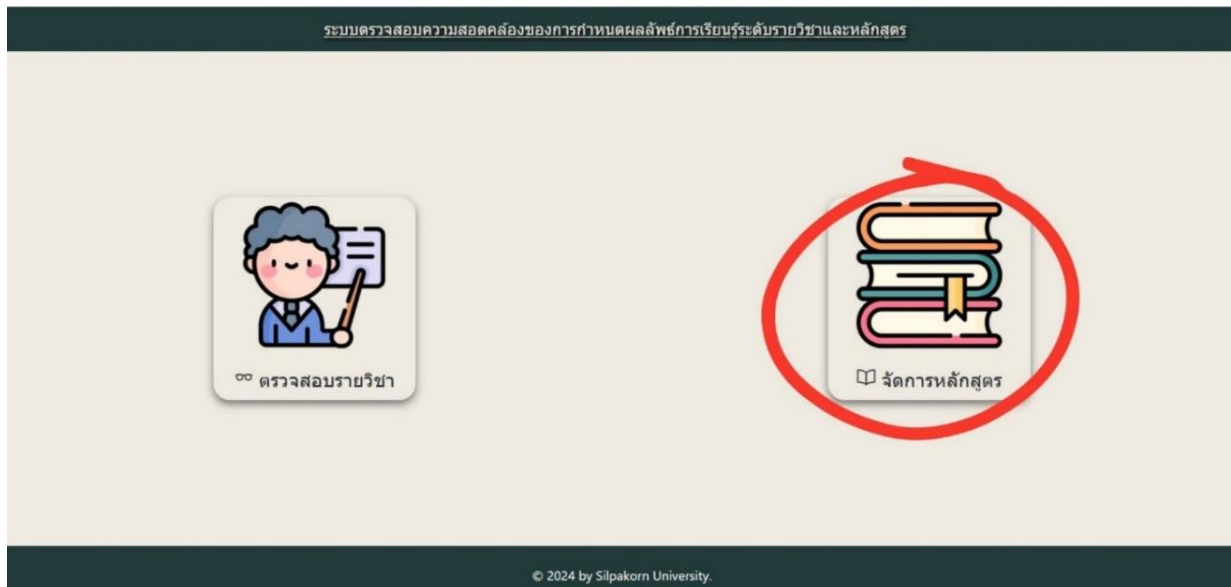 ระบบตรวจสอบความสอดคล้องของการกำหนดผลลัพธ์การเรียนรู้ระดับรายวิชาและหลักสูตร
ตรวจสอบรายวิชา
จัดการหลักสูตร
© 2024 by Silpakorn University.